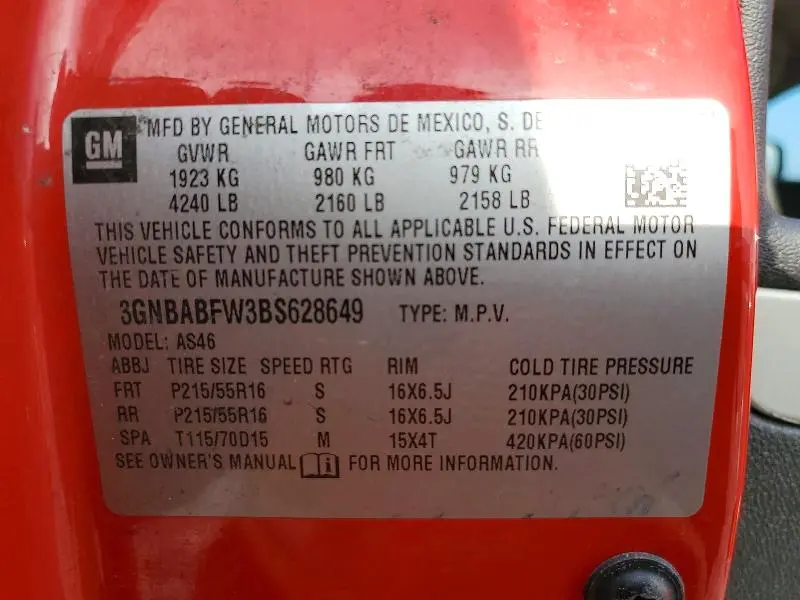 GM
MFD BY GENERAL MOTORS DE MEXICO, S. DE
GVWR GAWR FRT GAWR RR
1923 KG 980 KG 979 KG
4240 LB 2160 LB 2158 LB
THIS VEHICLE CONFORMS TO ALL APPLICABLE U.S. FEDERAL MOTOR
VEHICLE SAFETY AND THEFT PREVENTION STANDARDS IN EFFECT ON
THE DATE OF MANUFACTURE SHOWN ABOVE.
3GNBABFW3BS628649 TYPE: M.P.V.
MODEL: AS46
ABBJ TIRE SIZE SPEED RTG RIM COLD TIRE PRESSURE
FRT P215/55R16 S 16X6.5J 210KPA(30PSI)
RR P215/55R16 S 16X6.5J 210KPA(30PSI)
SPA T115/70D15 M 15X4T 420KPA(60PSI)
SEE OWNER'S MANUAL FOR MORE INFORMATION.